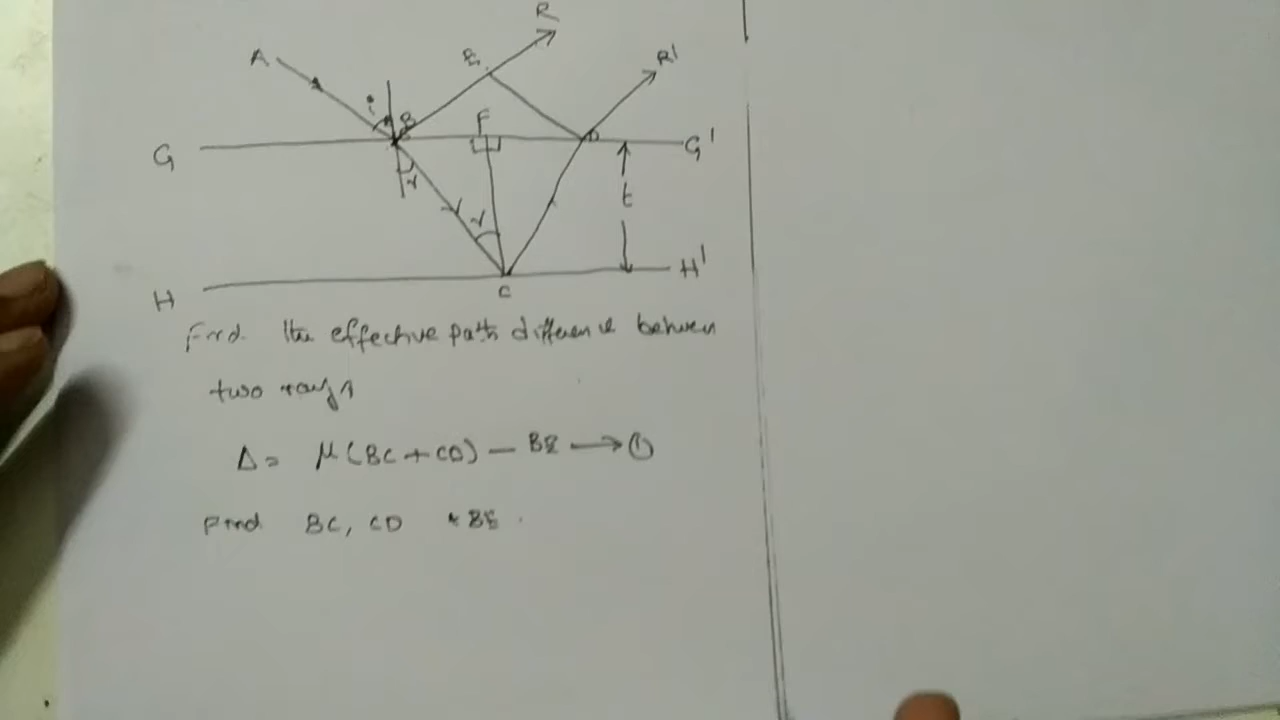 R
A
E
R'
i
B
F
D
G
G'
r
t
r
H
H'
C
Find the effective path difference between
two rays
Δ = μ(BC + CD) – BE → ①
Find BC, CD & BE.